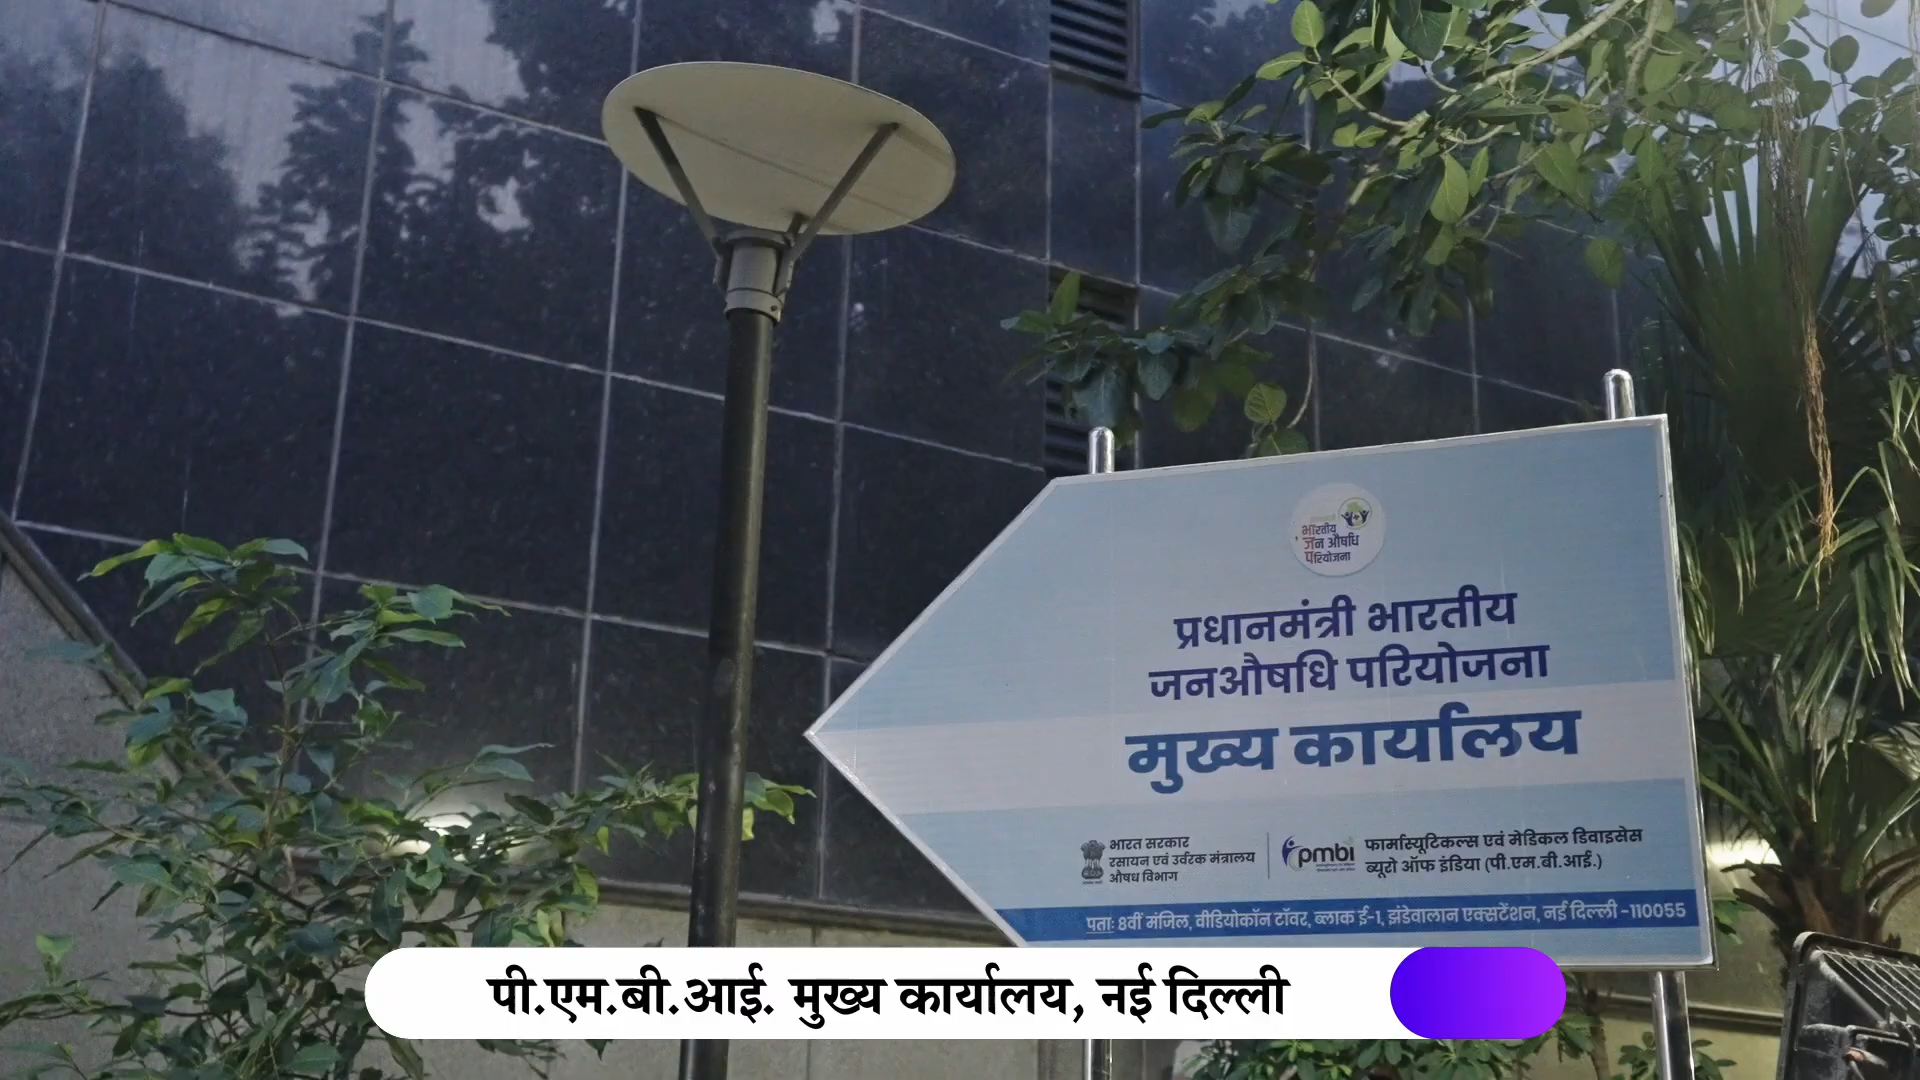 भारतीय
जन औषधि
परियोजना
प्रधानमंत्री भारतीय
जनऔषधि परियोजना
मुख्य कार्यालय
भारत सरकार
रसायन एवं उर्वरक मंत्रालय
औषध विभाग
pmbi
फार्मास्यूटिकल्स एवं मेडिकल डिवाइसेस
ब्यूरो ऑफ इंडिया (पी.एम.बी.आई.)
पताः 8वीं मंजिल, वीडियोकॉन टॉवर, ब्लाक ई-1, झंडेवालान एक्सटेंशन, नई दिल्ली -110055
पी.एम.बी.आई. मुख्य कार्यालय, नई दिल्ली